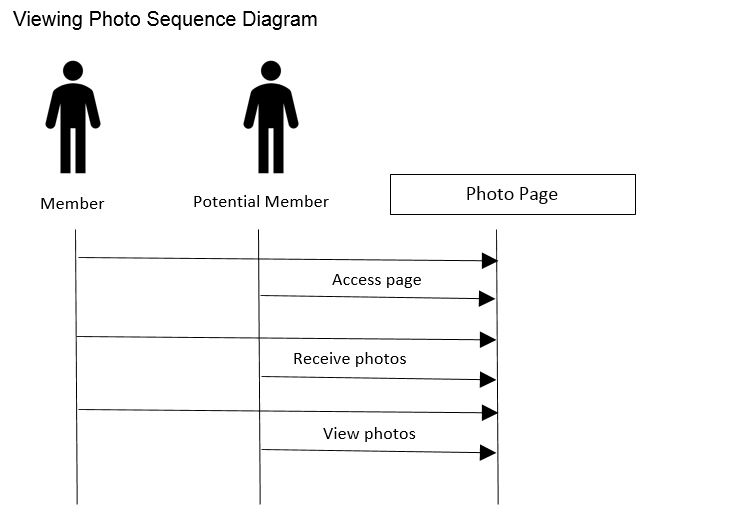 Viewing Photo Sequence Diagram
Member
Potential Member
Photo Page
Access page
Receive photos
View photos